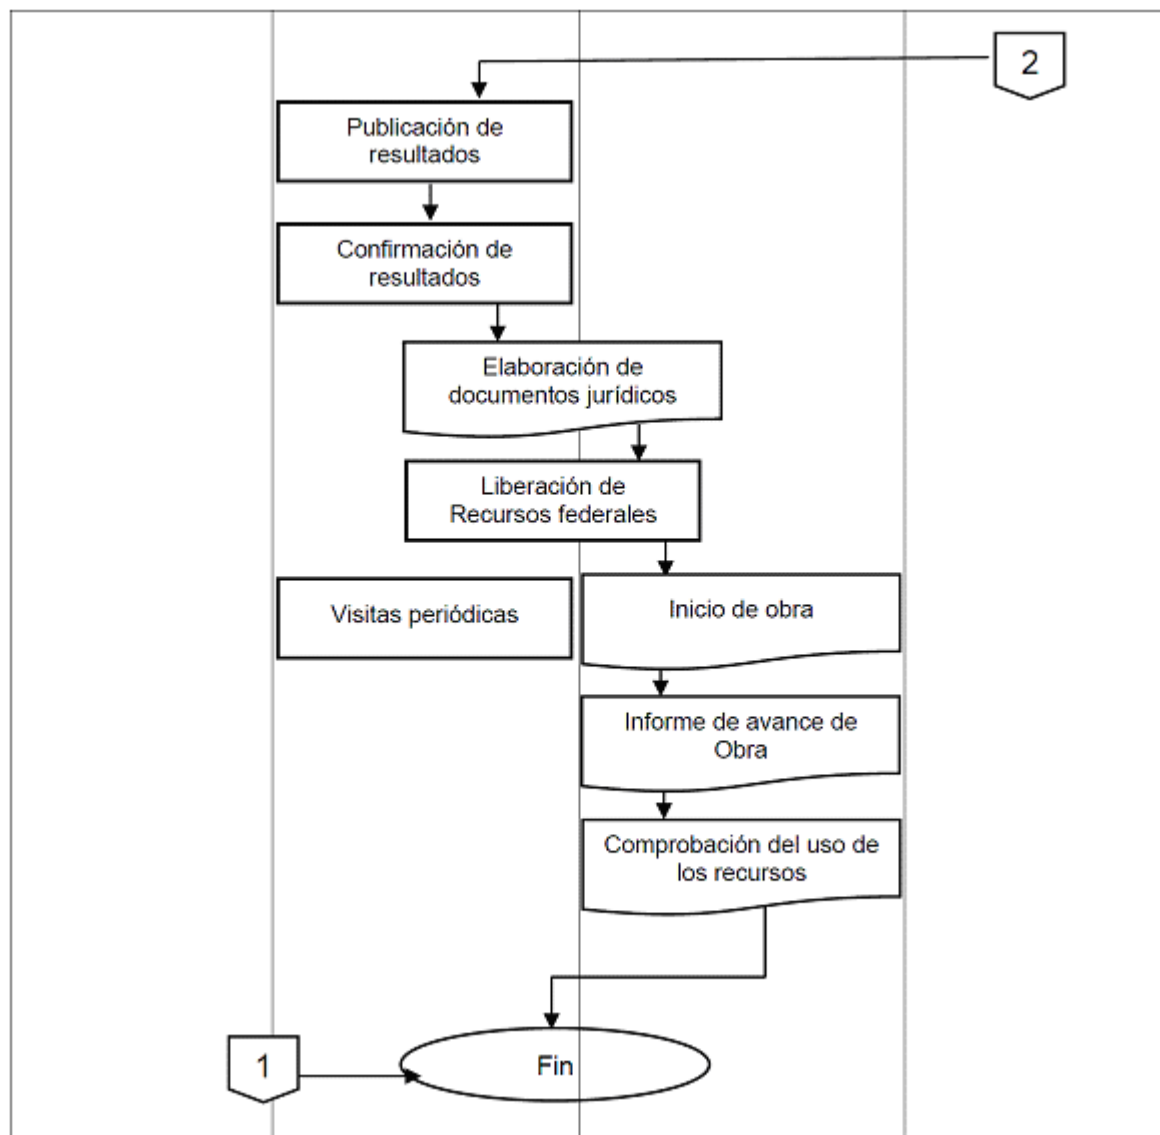 2
Publicación de
resultados
Confirmación de
resultados
Elaboración de
documentos jurídicos
Liberación de
Recursos federales
Visitas periódicas
Inicio de obra
Informe de avance de
Obra
Comprobación del uso de
los recursos
1
Fin